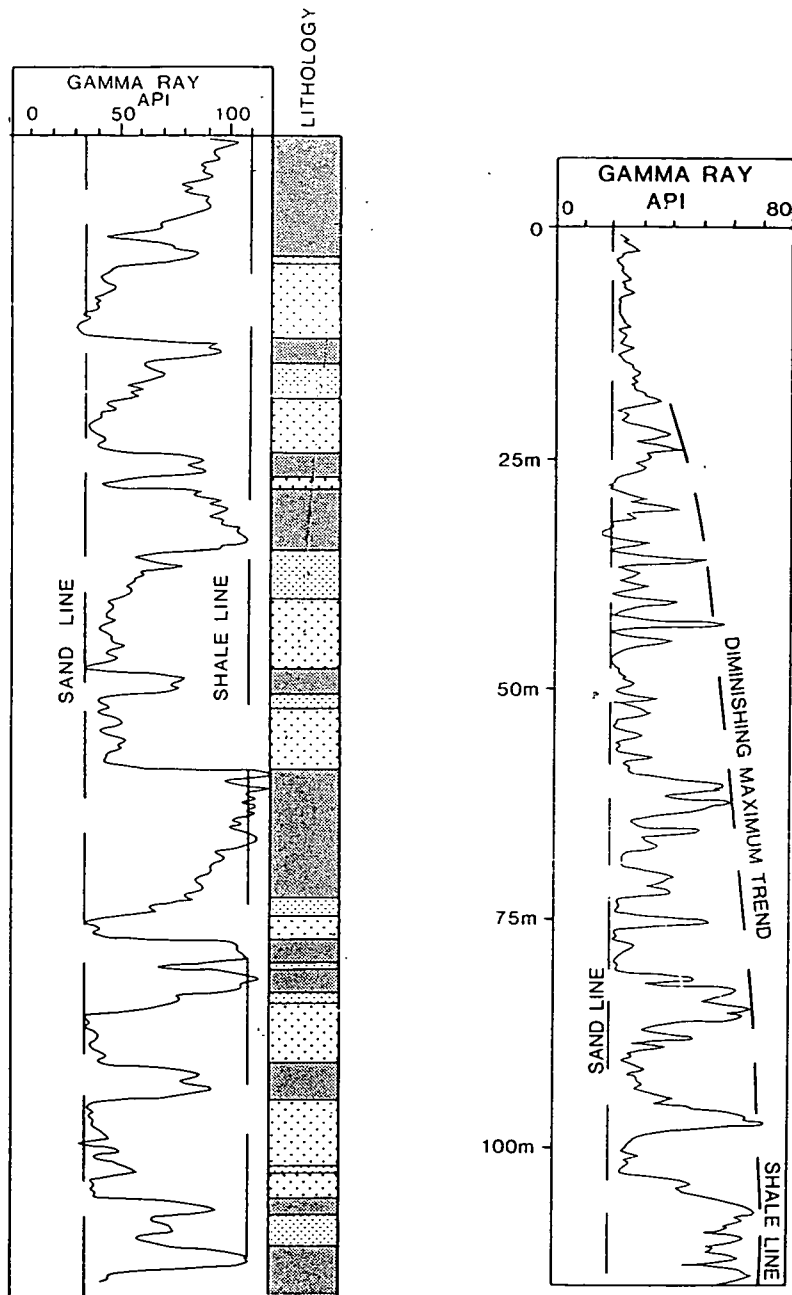 LITHOLOGY
GAMMA RAY
API
0 50 100
SAND LINE
SHALE LINE
GAMMA RAY
API
0 80
0
25m
50m
75m
100m
SAND LINE
DIMINISHING MAXIMUM TREND
SHALE LINE